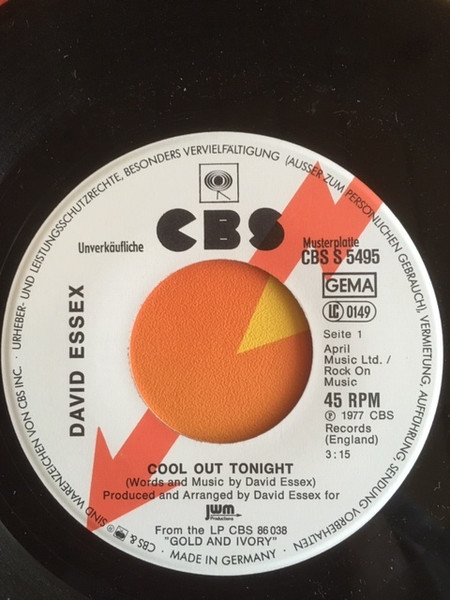 URHEBER- UND LEISTUNGSSCHUTZRECHTE, BESONDERS VERVIELFÄLTIGUNG (AUSSER ZUM PERSÖNLICHEN GEBRAUCH), VERMIETUNG, AUFFÜHRUNG, SENDUNG VORBEHALTEN
CBS
Unverkäufliche
Musterplatte
CBS S 5495
GEMA
LC 0149
Seite 1
April
Music Ltd. /
Rock On
Music
45 RPM
℗ 1977 CBS
Records
(England)
3:15
DAVID ESSEX
COOL OUT TONIGHT
(Words and Music by David Essex)
Produced and Arranged by David Essex for
jwm
Productions
From the LP CBS 86038
"GOLD AND IVORY"
· CBS & SIND WARENZEICHEN VON CBS INC. ·
· MADE IN GERMANY ·